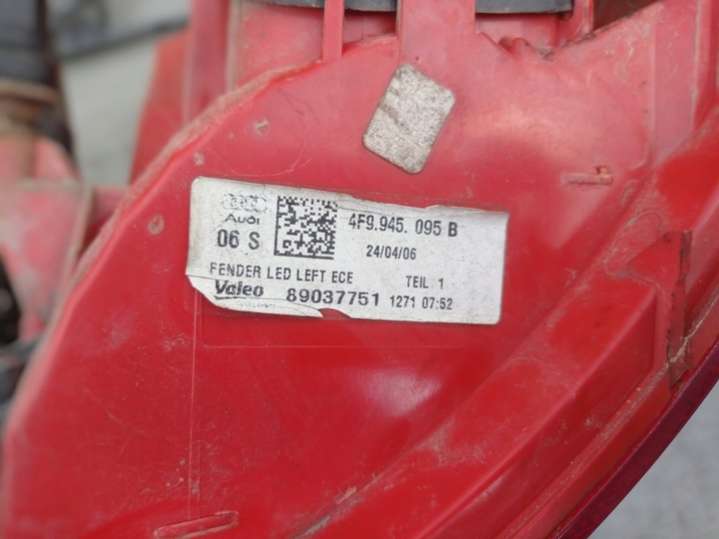 Audi
4F9.945. 095 B
06 S
24/04/06
FENDER LED LEFT ECE TEIL 1
Valeo 89037751 1271 07:52